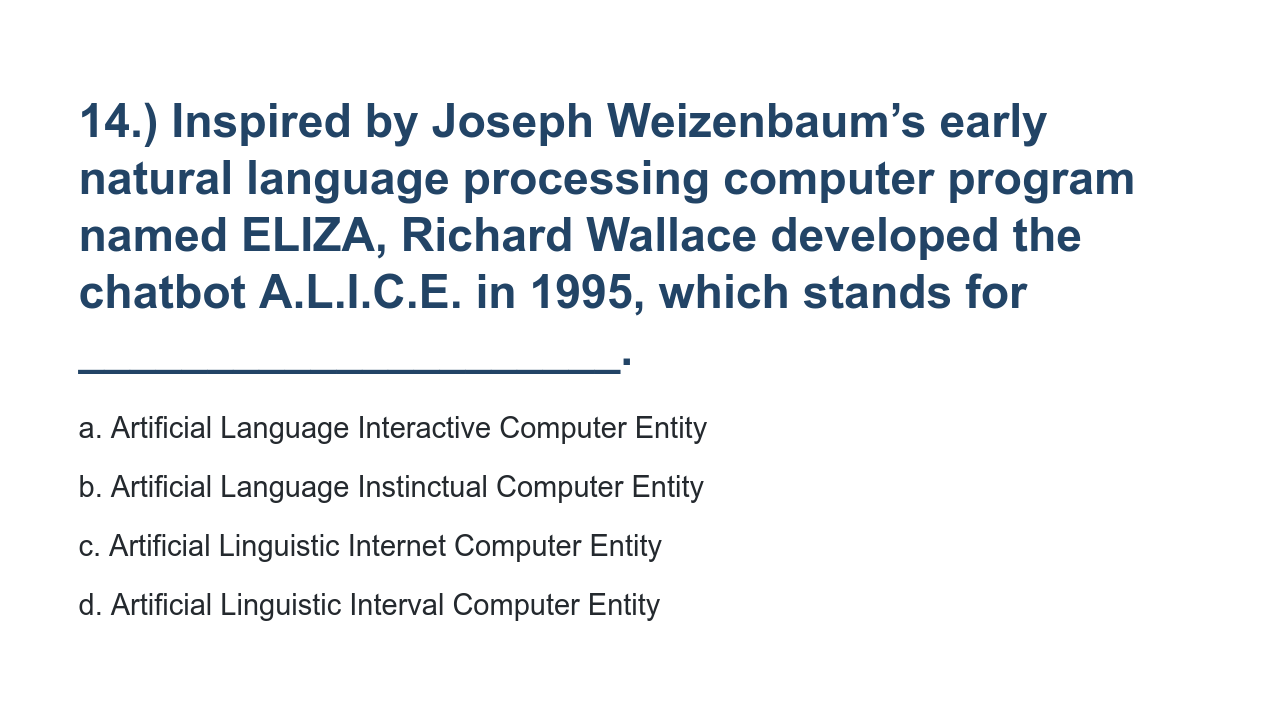 14.) Inspired by Joseph Weizenbaum’s early
natural language processing computer program
named ELIZA, Richard Wallace developed the
chatbot A.L.I.C.E. in 1995, which stands for
_____________________.
a. Artificial Language Interactive Computer Entity
b. Artificial Language Instinctual Computer Entity
c. Artificial Linguistic Internet Computer Entity
d. Artificial Linguistic Interval Computer Entity